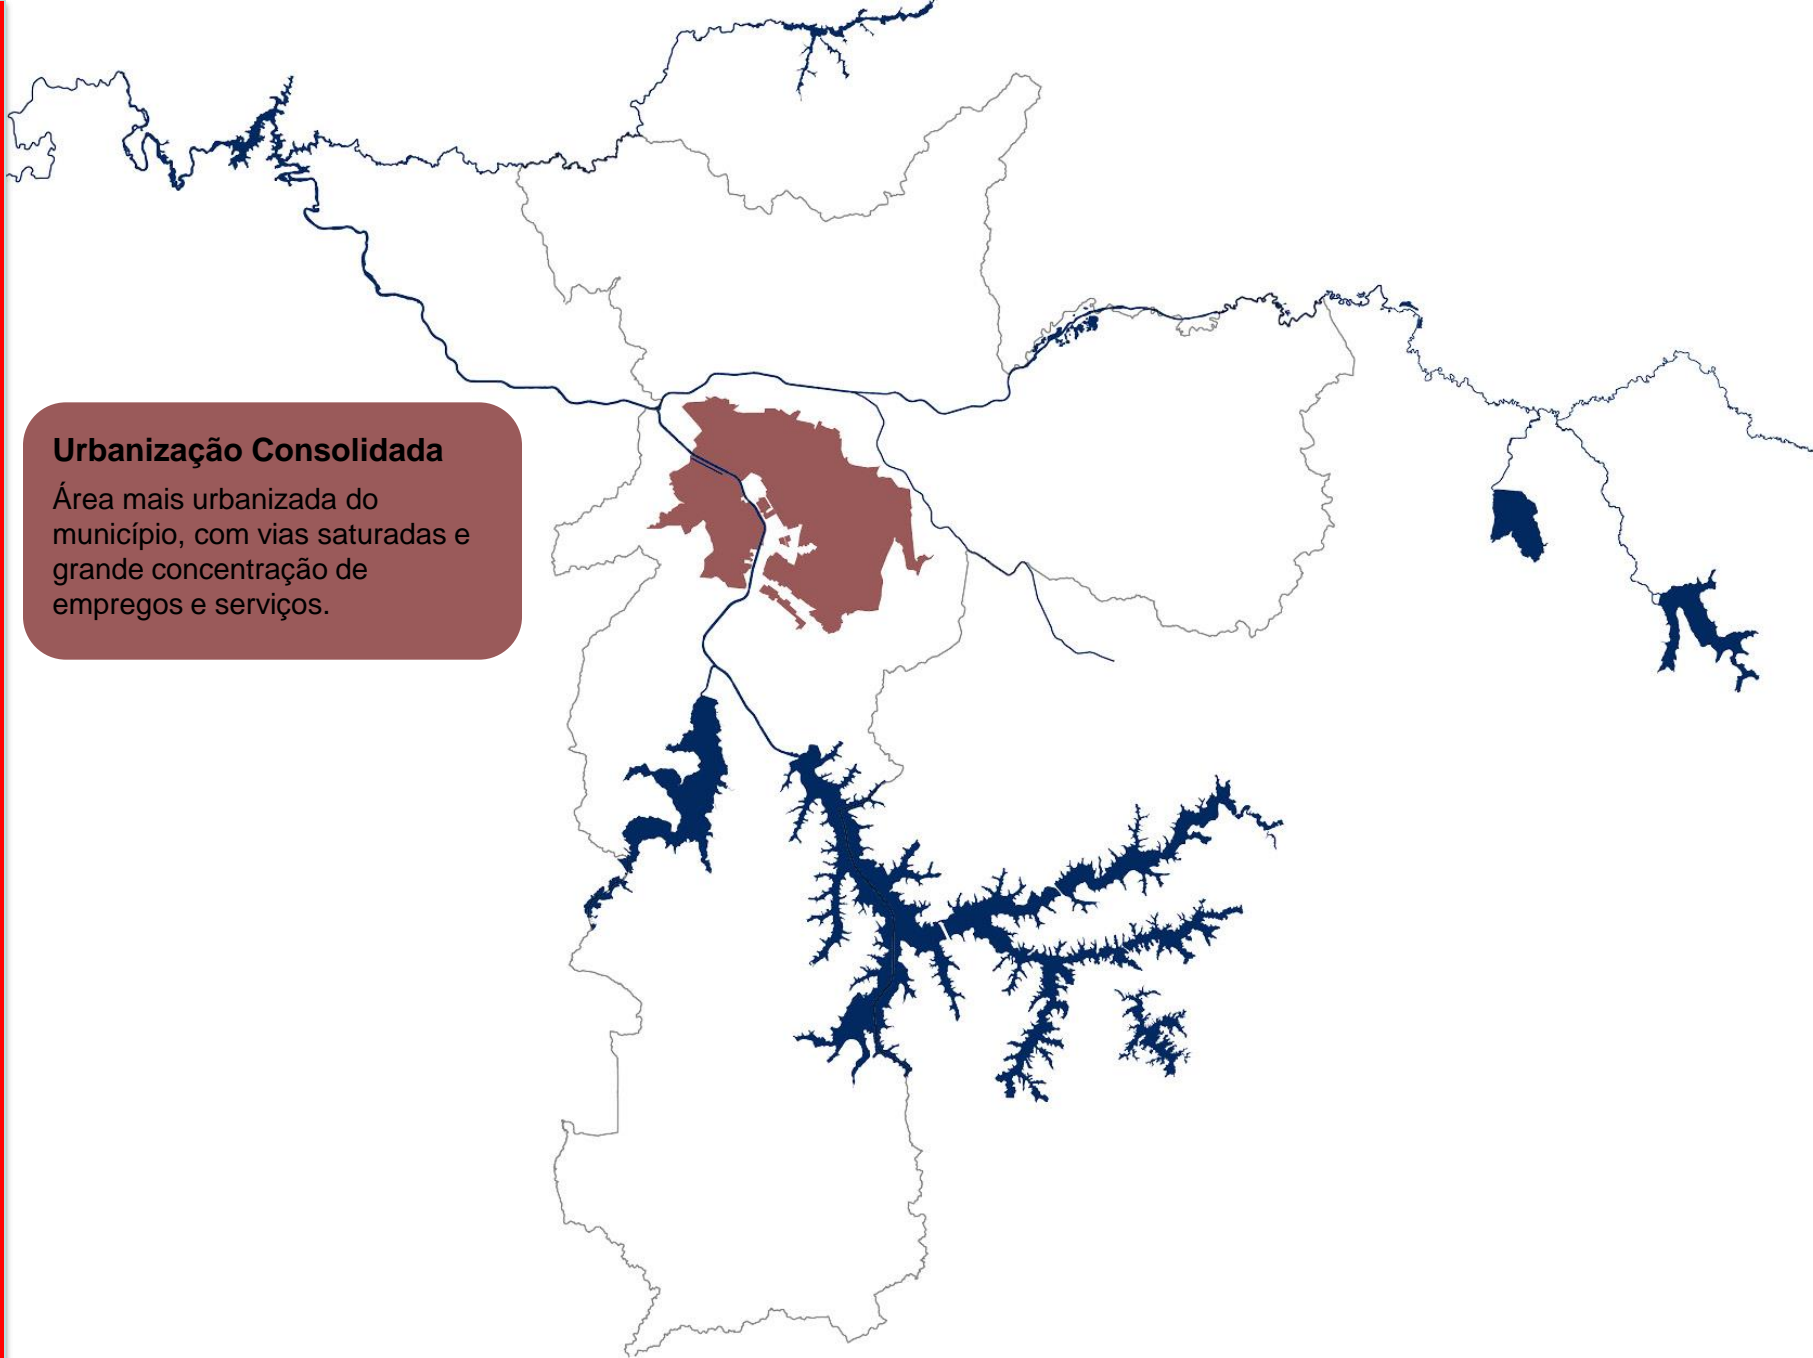 Urbanização Consolidada
Área mais urbanizada do
município, com vias saturadas e
grande concentração de
empregos e serviços.